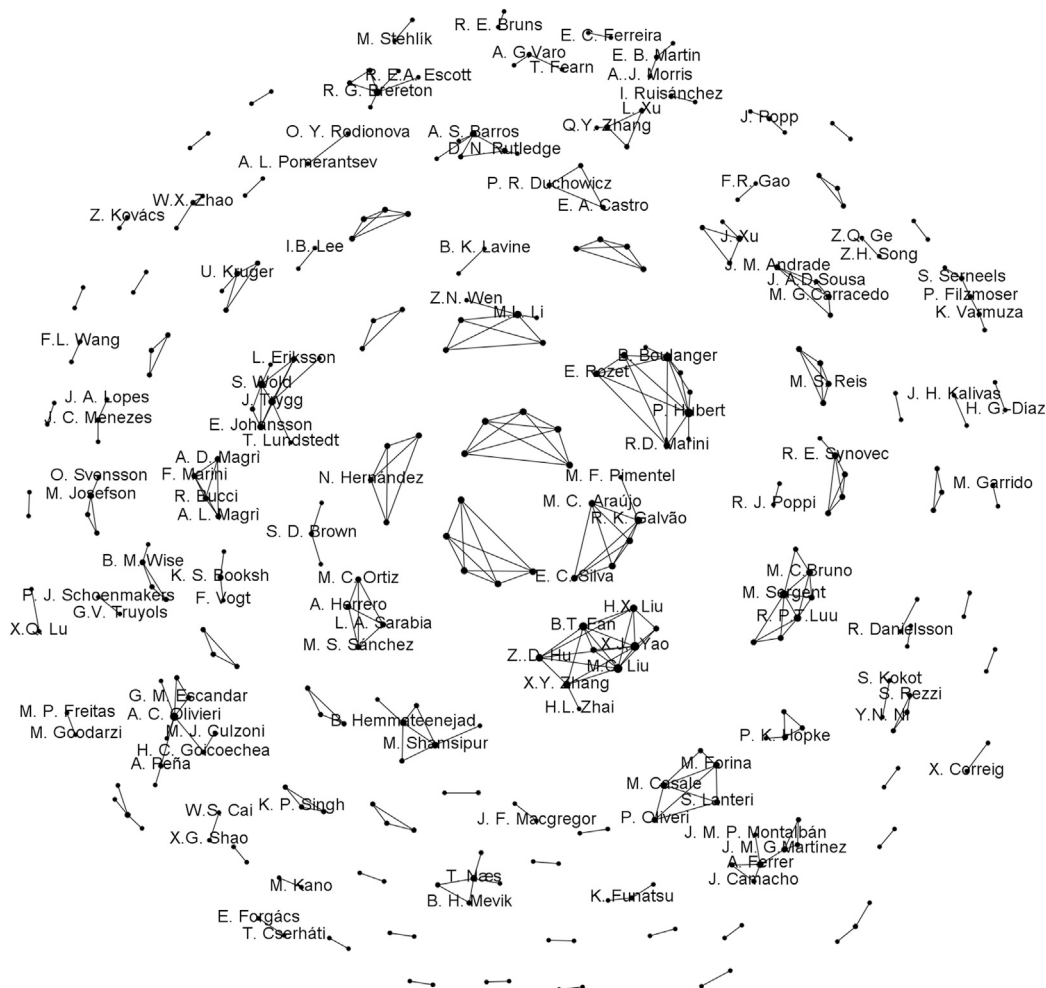 R. E. Bruns
M. Stehlík
E. C. Ferreira
A. G. Varo
E. B. Martin
T. Fearn
R. E.A. Escott
A. J. Morris
R. G. Brereton
I. Ruisánchez
L. Xu
J. Popp
Q.Y. Zhang
O. Y. Rodionova
A. S. Barros
D.N. Rutledge
A. L. Pomerantsev
F.R. Gao
P. R. Duchowicz
W.X. Zhao
E. A. Castro
Z. Kovács
J. Xu
Z.Q. Ge
I.B. Lee
B. K. Lavine
Z.H. Song
J. M. Andrade
U. Kruger
S. Serneels
J. A.D.Sousa
M. G.Carracedo
P. Filzmoser
Z.N. Wen
M.L. Li
K. Varmuza
F.L. Wang
L. Eriksson
B. Boulanger
E. Rozet
S. Wold
M. S. Reis
J. A. Lopes
J. H. Kalivas
J. Trygg
P. Hubert
H. G. Díaz
J. C. Menezes
E. Johansson
T. Lundstedt
R.D. Marini
A. D. Magrì
R. E. Synovec
O. Svensson
F. Marini
N. Hernández
M. F. Pimentel
M. Garrido
M. Josefson
R. Bucci
M. C. Araújo
R. J. Poppi
A. L. Magrì
R. K. Galvão
S. D. Brown
B. M. Wise
K. S. Booksh
M. C. Ortiz
E. C. Silva
M. C.Bruno
P. J. Schoenmakers
F. Vogt
M. Sergent
A. Herrero
H.X. Liu
G.V. Truyols
L. A. Sarabia
B.T. Fan
R. P.T.Luu
X.Q. Lu
M. S. Sánchez
X.J. Yao
R. Danielsson
Z. D. Hu
M.C. Liu
S. Kokot
X.Y. Zhang
G. M. Escandar
S. Rezzi
H.L. Zhai
M. P. Freitas
A. C. Olivieri
Y.N. Ni
B. Hemmateenejad
M. Goodarzi
M. J. Culzoni
P. K. Hopke
M. Shamsipur
H. C. Goicoechea
A. Peña
M. Forina
X. Correig
M. Casale
S. Lanteri
K. P. Singh
W.S. Cai
J. F. Macgregor
P. Oliveri
J. M. P. Montalbán
X.G. Shao
J. M. G.Martínez
A. Ferrer
T. Næs
J. Camacho
M. Kano
B. H. Mevik
K. Funatsu
E. Forgács
T. Cserháti